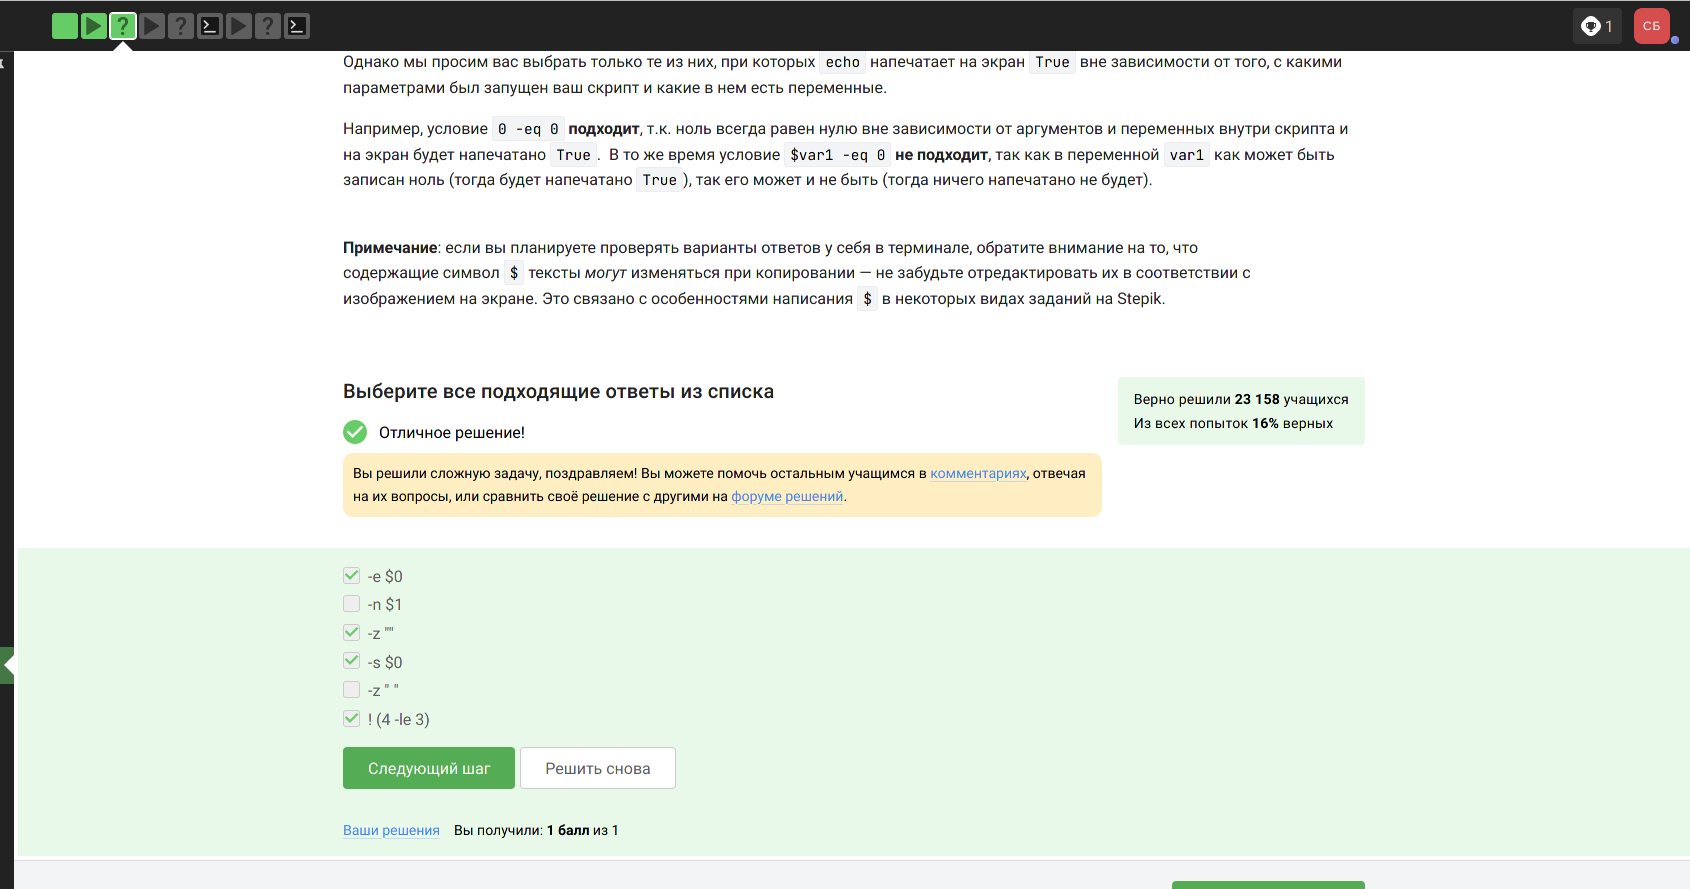 1
СБ
Однако мы просим вас выбрать только те из них, при которых echo напечатает на экран True вне зависимости от того, с какими
параметрами был запущен ваш скрипт и какие в нем есть переменные.
Например, условие 0 -eq 0 подходит, т.к. ноль всегда равен нулю вне зависимости от аргументов и переменных внутри скрипта и
на экран будет напечатано True . В то же время условие $var1 -eq 0 не подходит, так как в переменной var1 как может быть
записан ноль (тогда будет напечатано True ), так его может и не быть (тогда ничего напечатано не будет).
Примечание: если вы планируете проверять варианты ответов у себя в терминале, обратите внимание на то, что
содержащие символ $ тексты могут изменяться при копировании — не забудьте отредактировать их в соответствии с
изображением на экране. Это связано с особенностями написания $ в некоторых видах заданий на Stepik.
Выберите все подходящие ответы из списка
Отличное решение!
Верно решили 23 158 учащихся
Из всех попыток 16% верных
Вы решили сложную задачу, поздравляем! Вы можете помочь остальным учащимся в комментариях, отвечая
на их вопросы, или сравнить своё решение с другими на форуме решений.
-e $0
-n $1
-z ""
-s $0
-z " "
! (4 -le 3)
Следующий шаг
Решить снова
Ваши решения Вы получили: 1 балл из 1